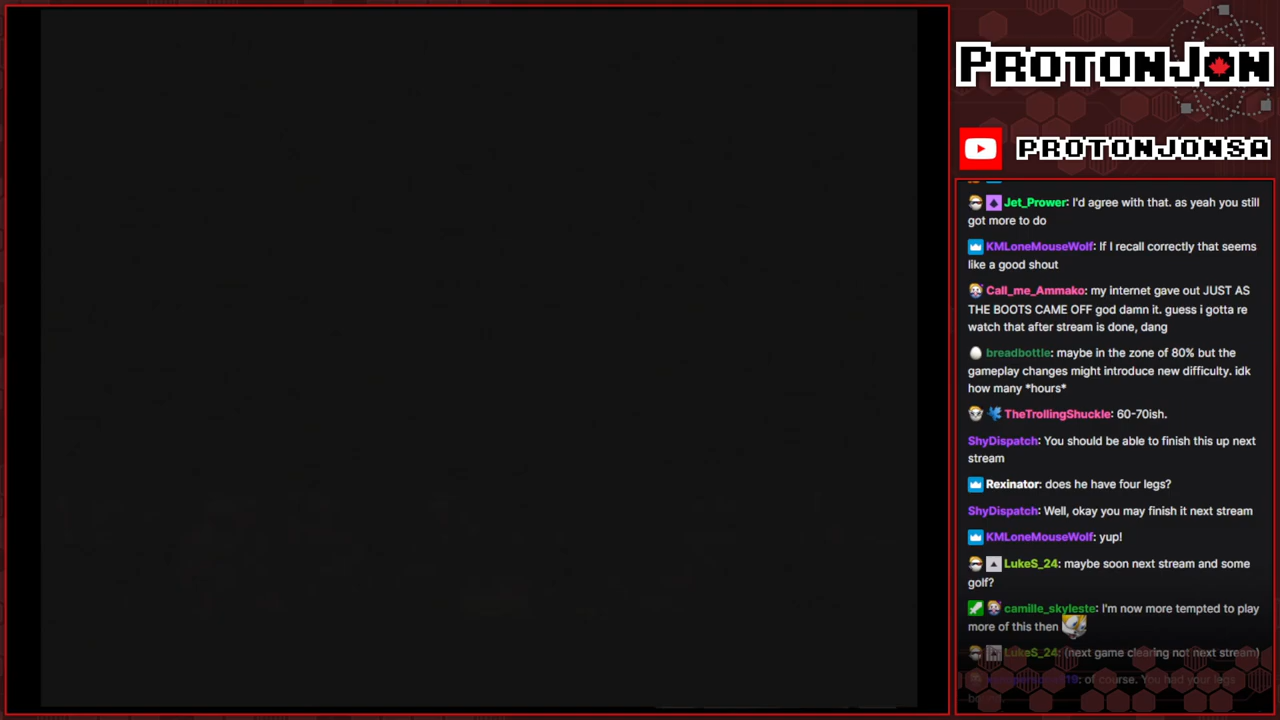 PROTONJON
PROTONJONSA
Jet_Prower: I'd agree with that. as yeah you still
got more to do
KMLoneMouseWolf: If I recall correctly that seems
like a good shout
Call_me_Ammako: my internet gave out JUST AS
THE BOOTS CAME OFF god damn it. guess i gotta re
watch that after stream is done, dang
breadbottle: maybe in the zone of 80% but the
gameplay changes might introduce new difficulty. idk
how many *hours*
TheTrollingShuckle: 60-70ish.
ShyDispatch: You should be able to finish this up next
stream
Rexinator: does he have four legs?
ShyDispatch: Well, okay you may finish it next stream
KMLoneMouseWolf: yup!
LukeS_24: maybe soon next stream and some
golf?
camille_skyleste: I'm now more tempted to play
more of this then
LukeS_24: (next game clearing not next stream)
of course. You had your legs